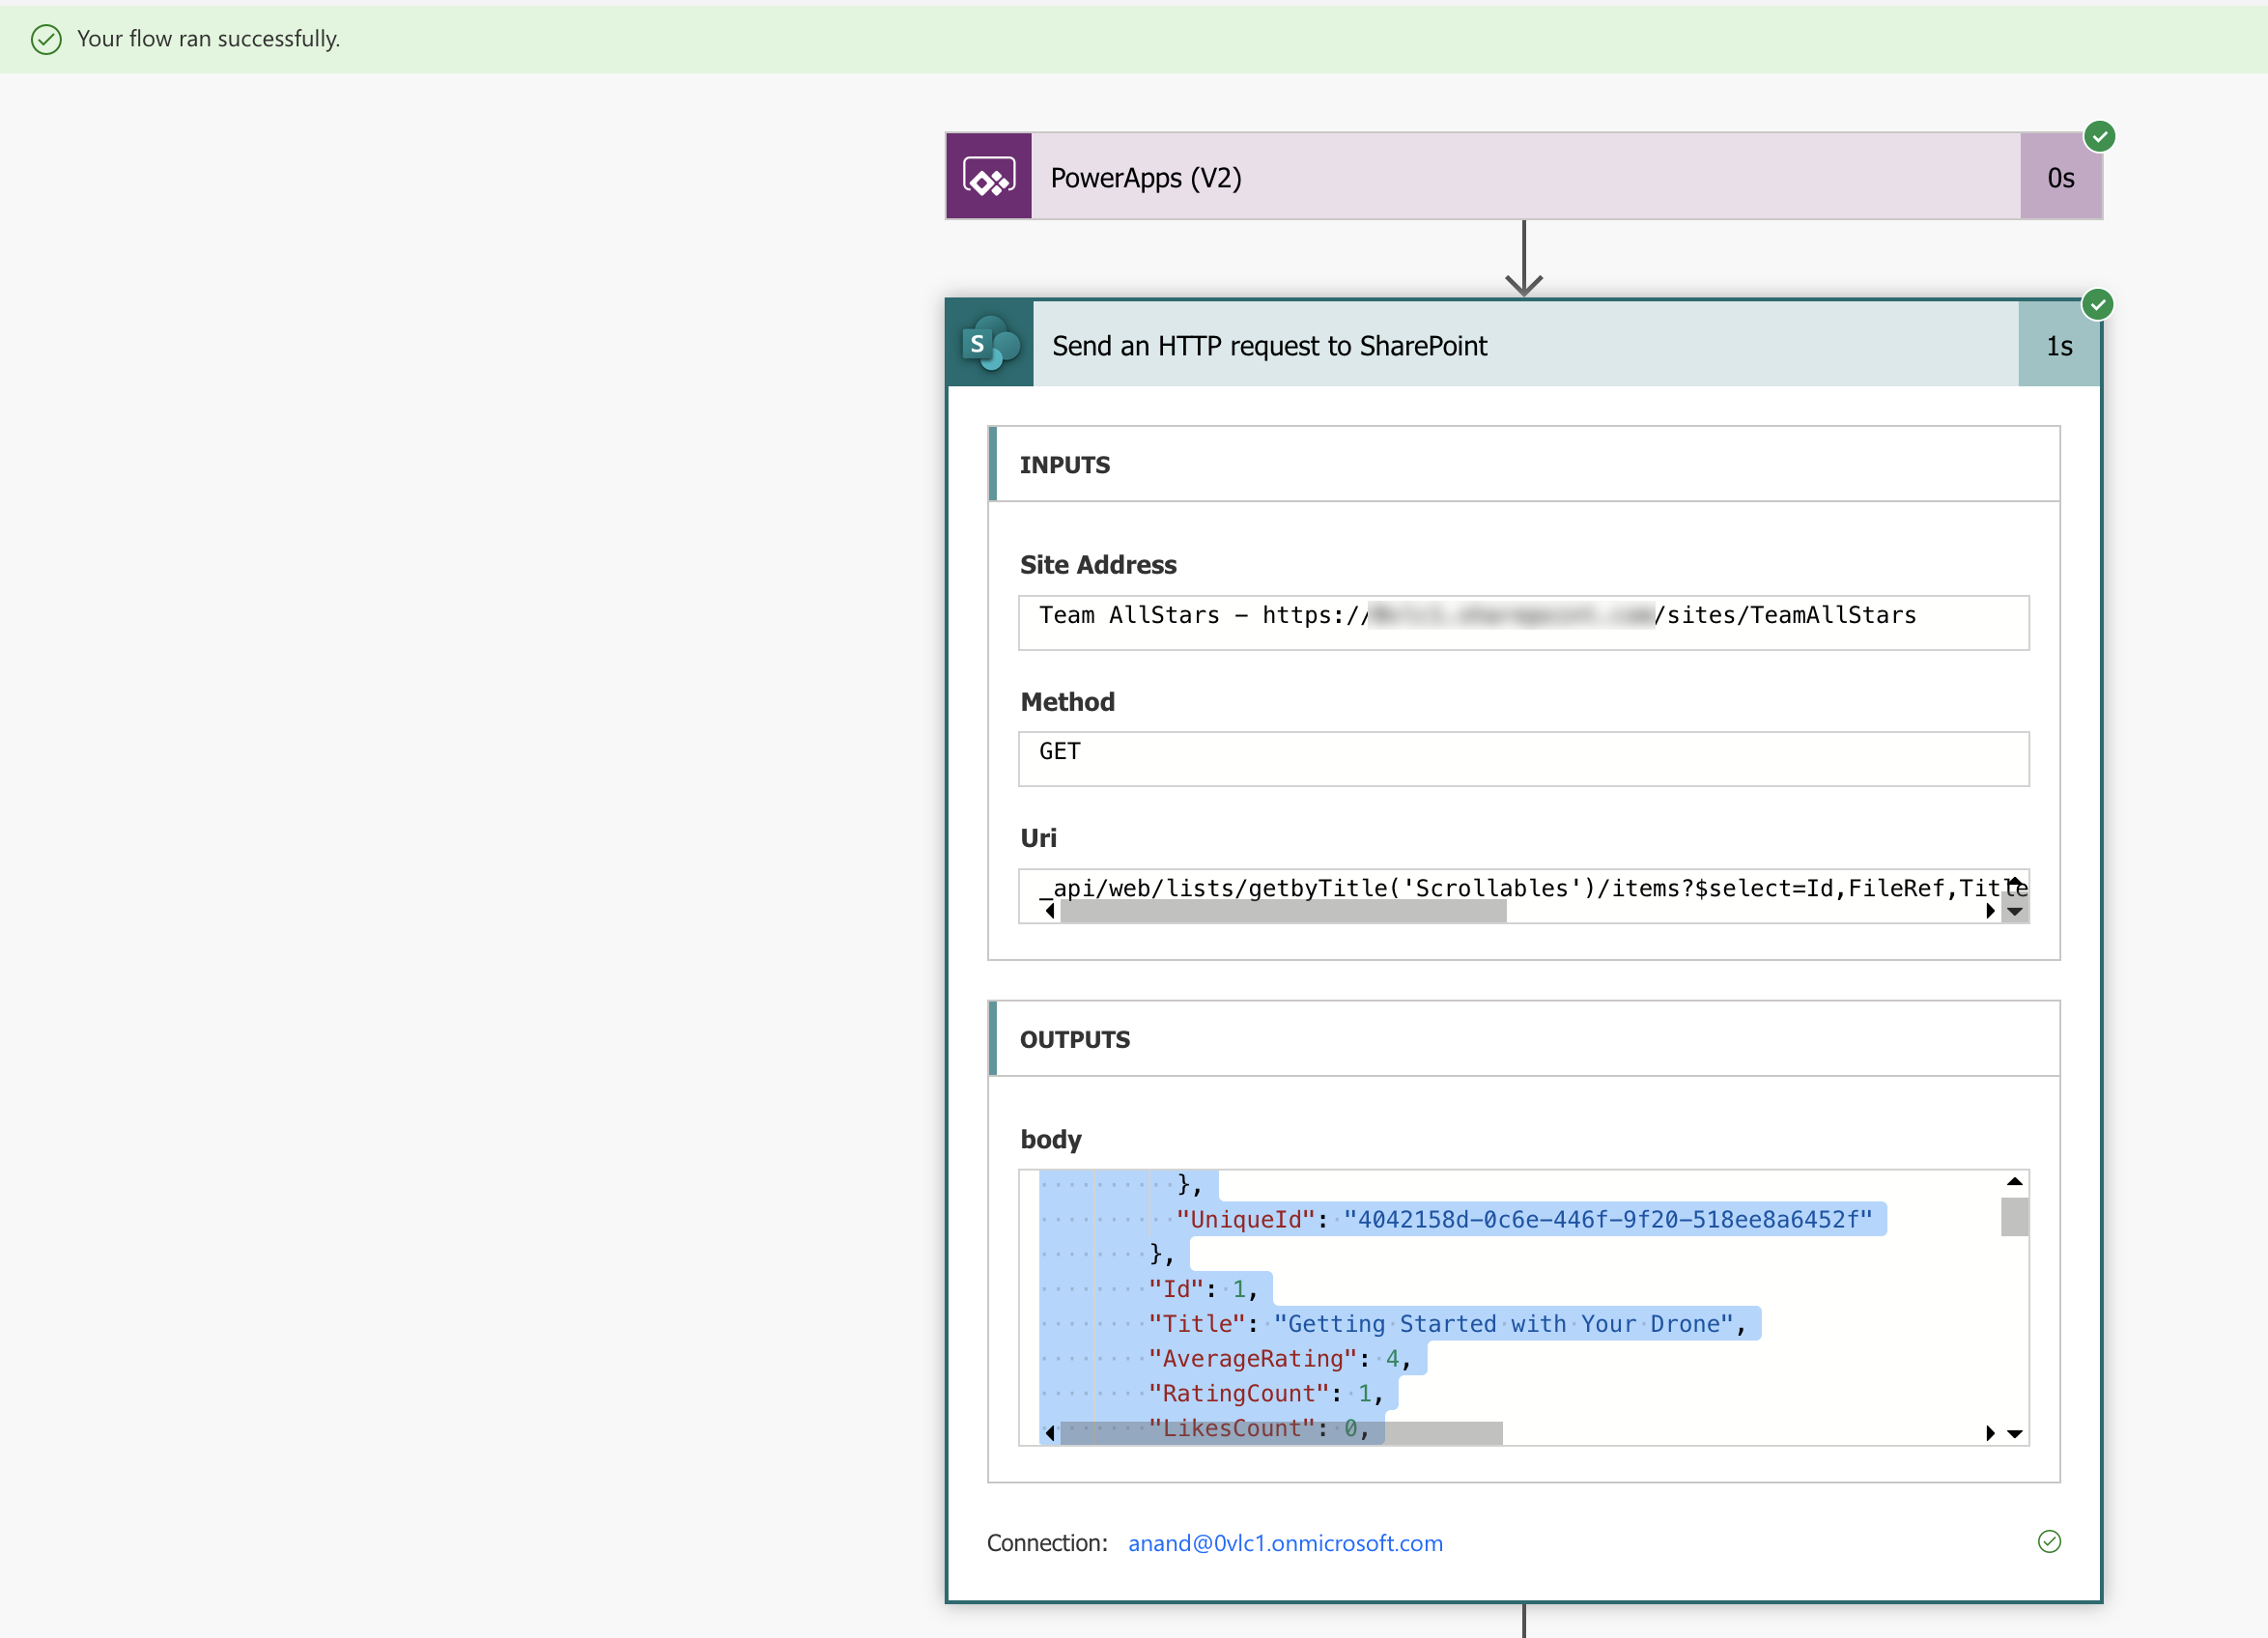 Your flow ran successfully.
PowerApps (V2)
0s
S
Send an HTTP request to SharePoint
1s
INPUTS
Site Address
Team AllStars - https:///sites/TeamAllStars
Method
GET
Uri
_api/web/lists/getbyTitle('Scrollables')/items?$select=Id,FileRef,Title
OUTPUTS
body
},
"UniqueId": "4042158d-0c6e-446f-9f20-518ee8a6452f"
},
"Id": 1,
"Title": "Getting Started with Your Drone",
"AverageRating": 4,
"RatingCount": 1,
"LikesCount": 0,
Connection: anand@0vlc1.onmicrosoft.com